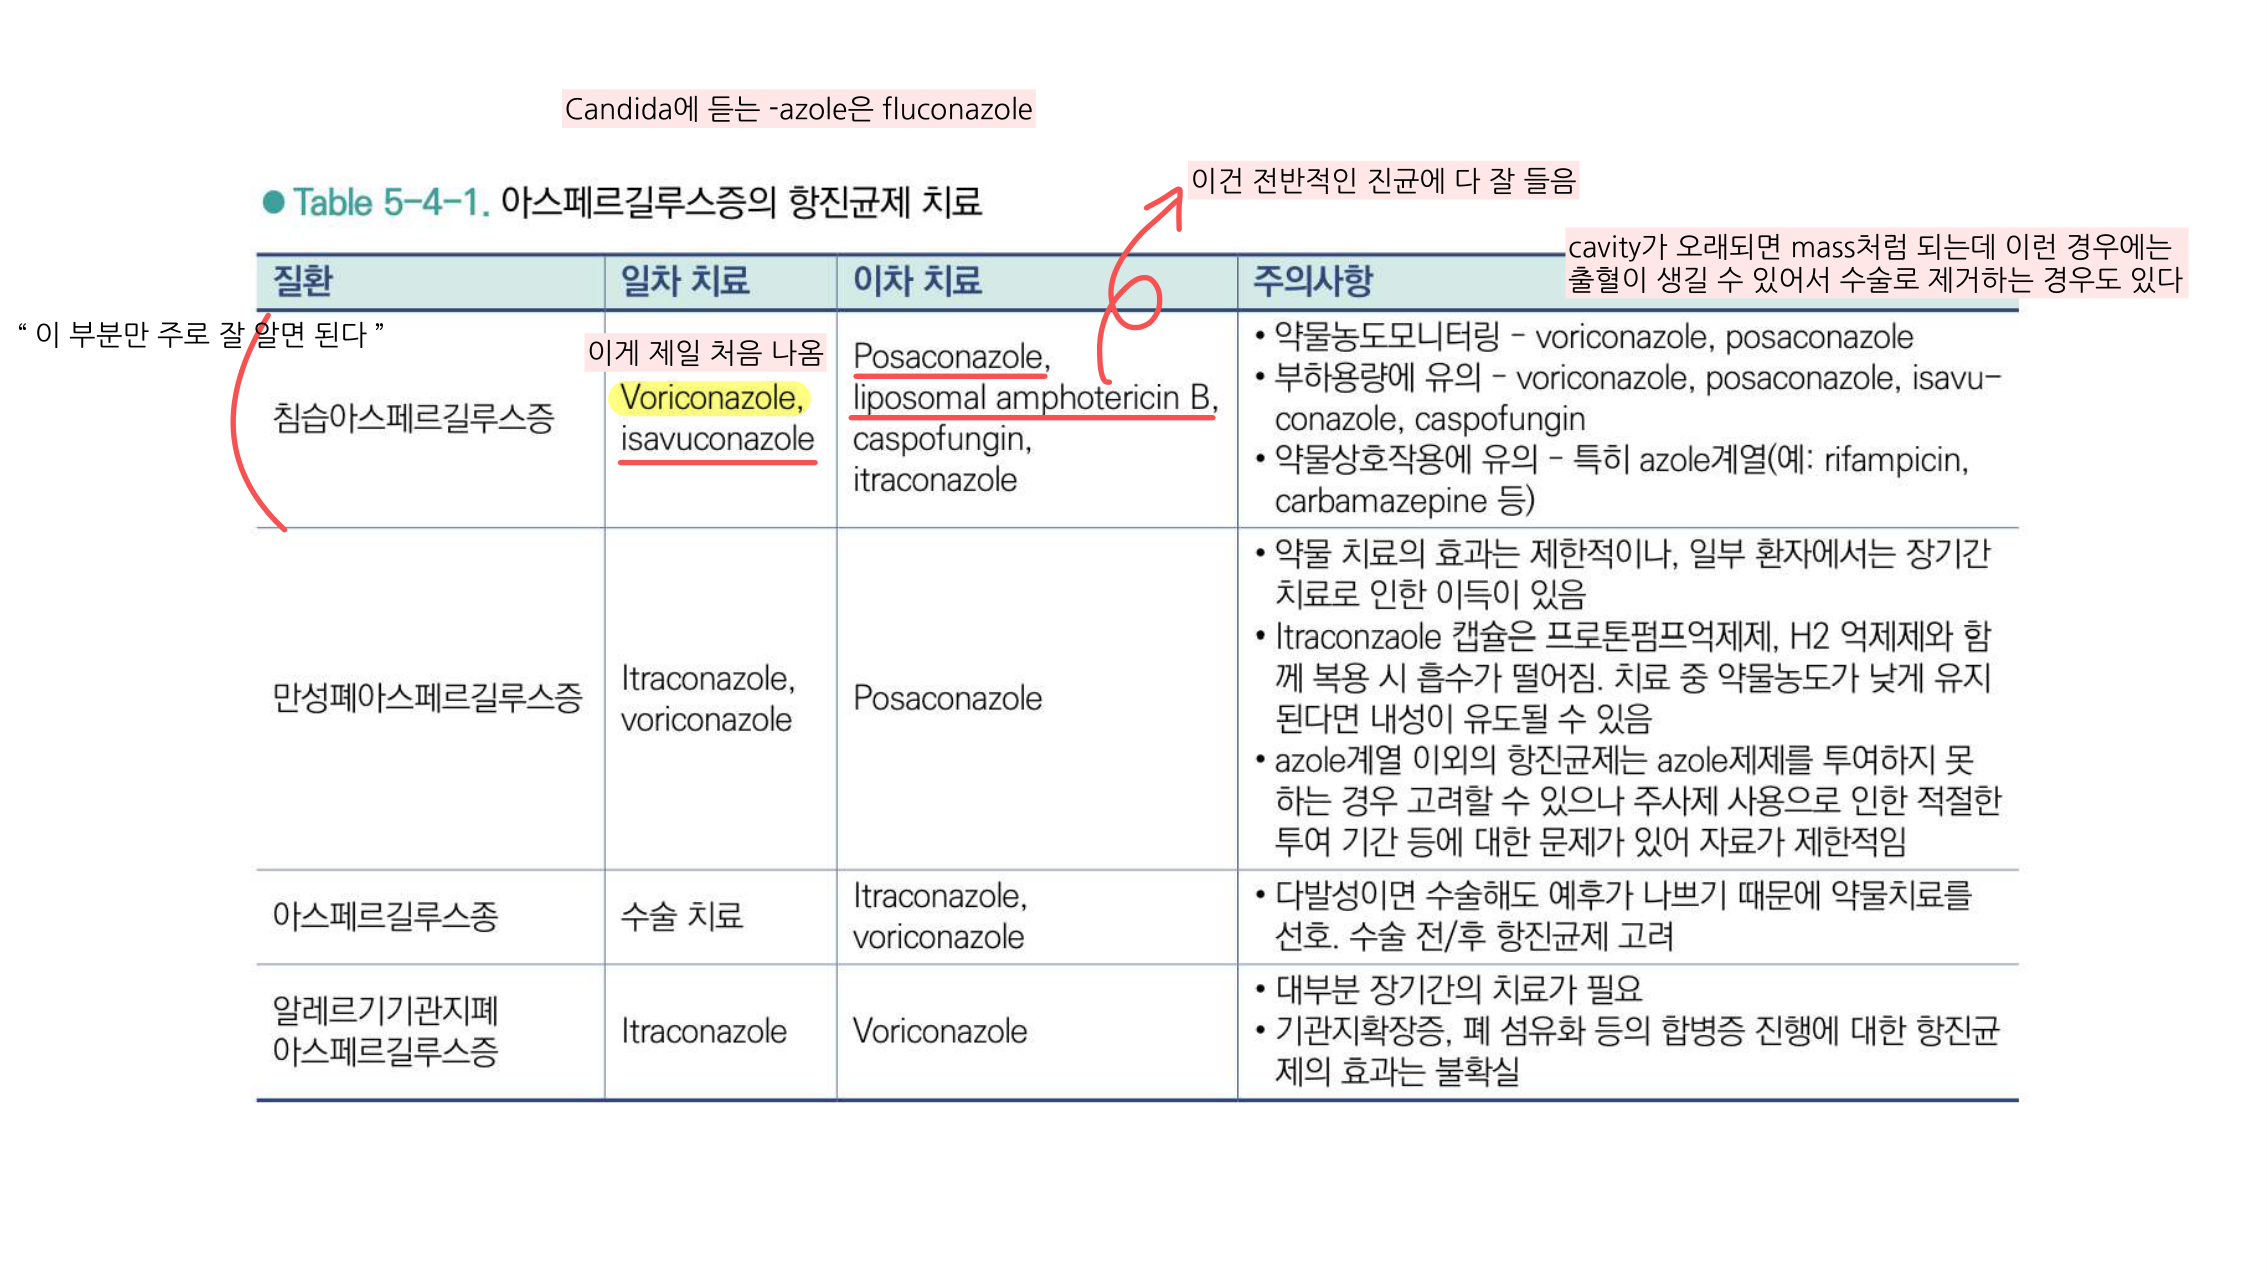 Candida에 듣는 -azole은 fluconazole
이건 전반적인 진균에 다 잘 들음
● Table 5-4-1. 아스페르길루스증의 항진균제 치료
cavity가 오래되면 mass처럼 되는데 이런 경우에는
출혈이 생길 수 있어서 수술로 제거하는 경우도 있다
질환
일차 치료
이차 치료
주의사항
“ 이 부분만 주로 잘 알면 된다 ”
침습아스페르길루스증
이게 제일 처음 나옴
Voriconazole,
isavuconazole
Posaconazole,
liposomal amphotericin B,
caspofungin,
itraconazole
• 약물농도모니터링 - voriconazole, posaconazole
• 부하용량에 유의 - voriconazole, posaconazole, isavu-
conazole, caspofungin
• 약물상호작용에 유의 - 특히 azole계열(예: rifampicin,
carbamazepine 등)
만성폐아스페르길루스증
Itraconazole,
voriconazole
Posaconazole
• 약물 치료의 효과는 제한적이나, 일부 환자에서는 장기간
치료로 인한 이득이 있음
• Itraconzaole 캡슐은 프로톤펌프억제제, H2 억제제와 함
께 복용 시 흡수가 떨어짐. 치료 중 약물농도가 낮게 유지
된다면 내성이 유도될 수 있음
• azole계열 이외의 항진균제는 azole제제를 투여하지 못
하는 경우 고려할 수 있으나 주사제 사용으로 인한 적절한
투여 기간 등에 대한 문제가 있어 자료가 제한적임
아스페르길루스종
수술 치료
Itraconazole,
voriconazole
• 다발성이면 수술해도 예후가 나쁘기 때문에 약물치료를
선호. 수술 전/후 항진균제 고려
알레르기기관지폐
아스페르길루스증
Itraconazole
Voriconazole
• 대부분 장기간의 치료가 필요
• 기관지확장증, 폐 섬유화 등의 합병증 진행에 대한 항진균
제의 효과는 불확실